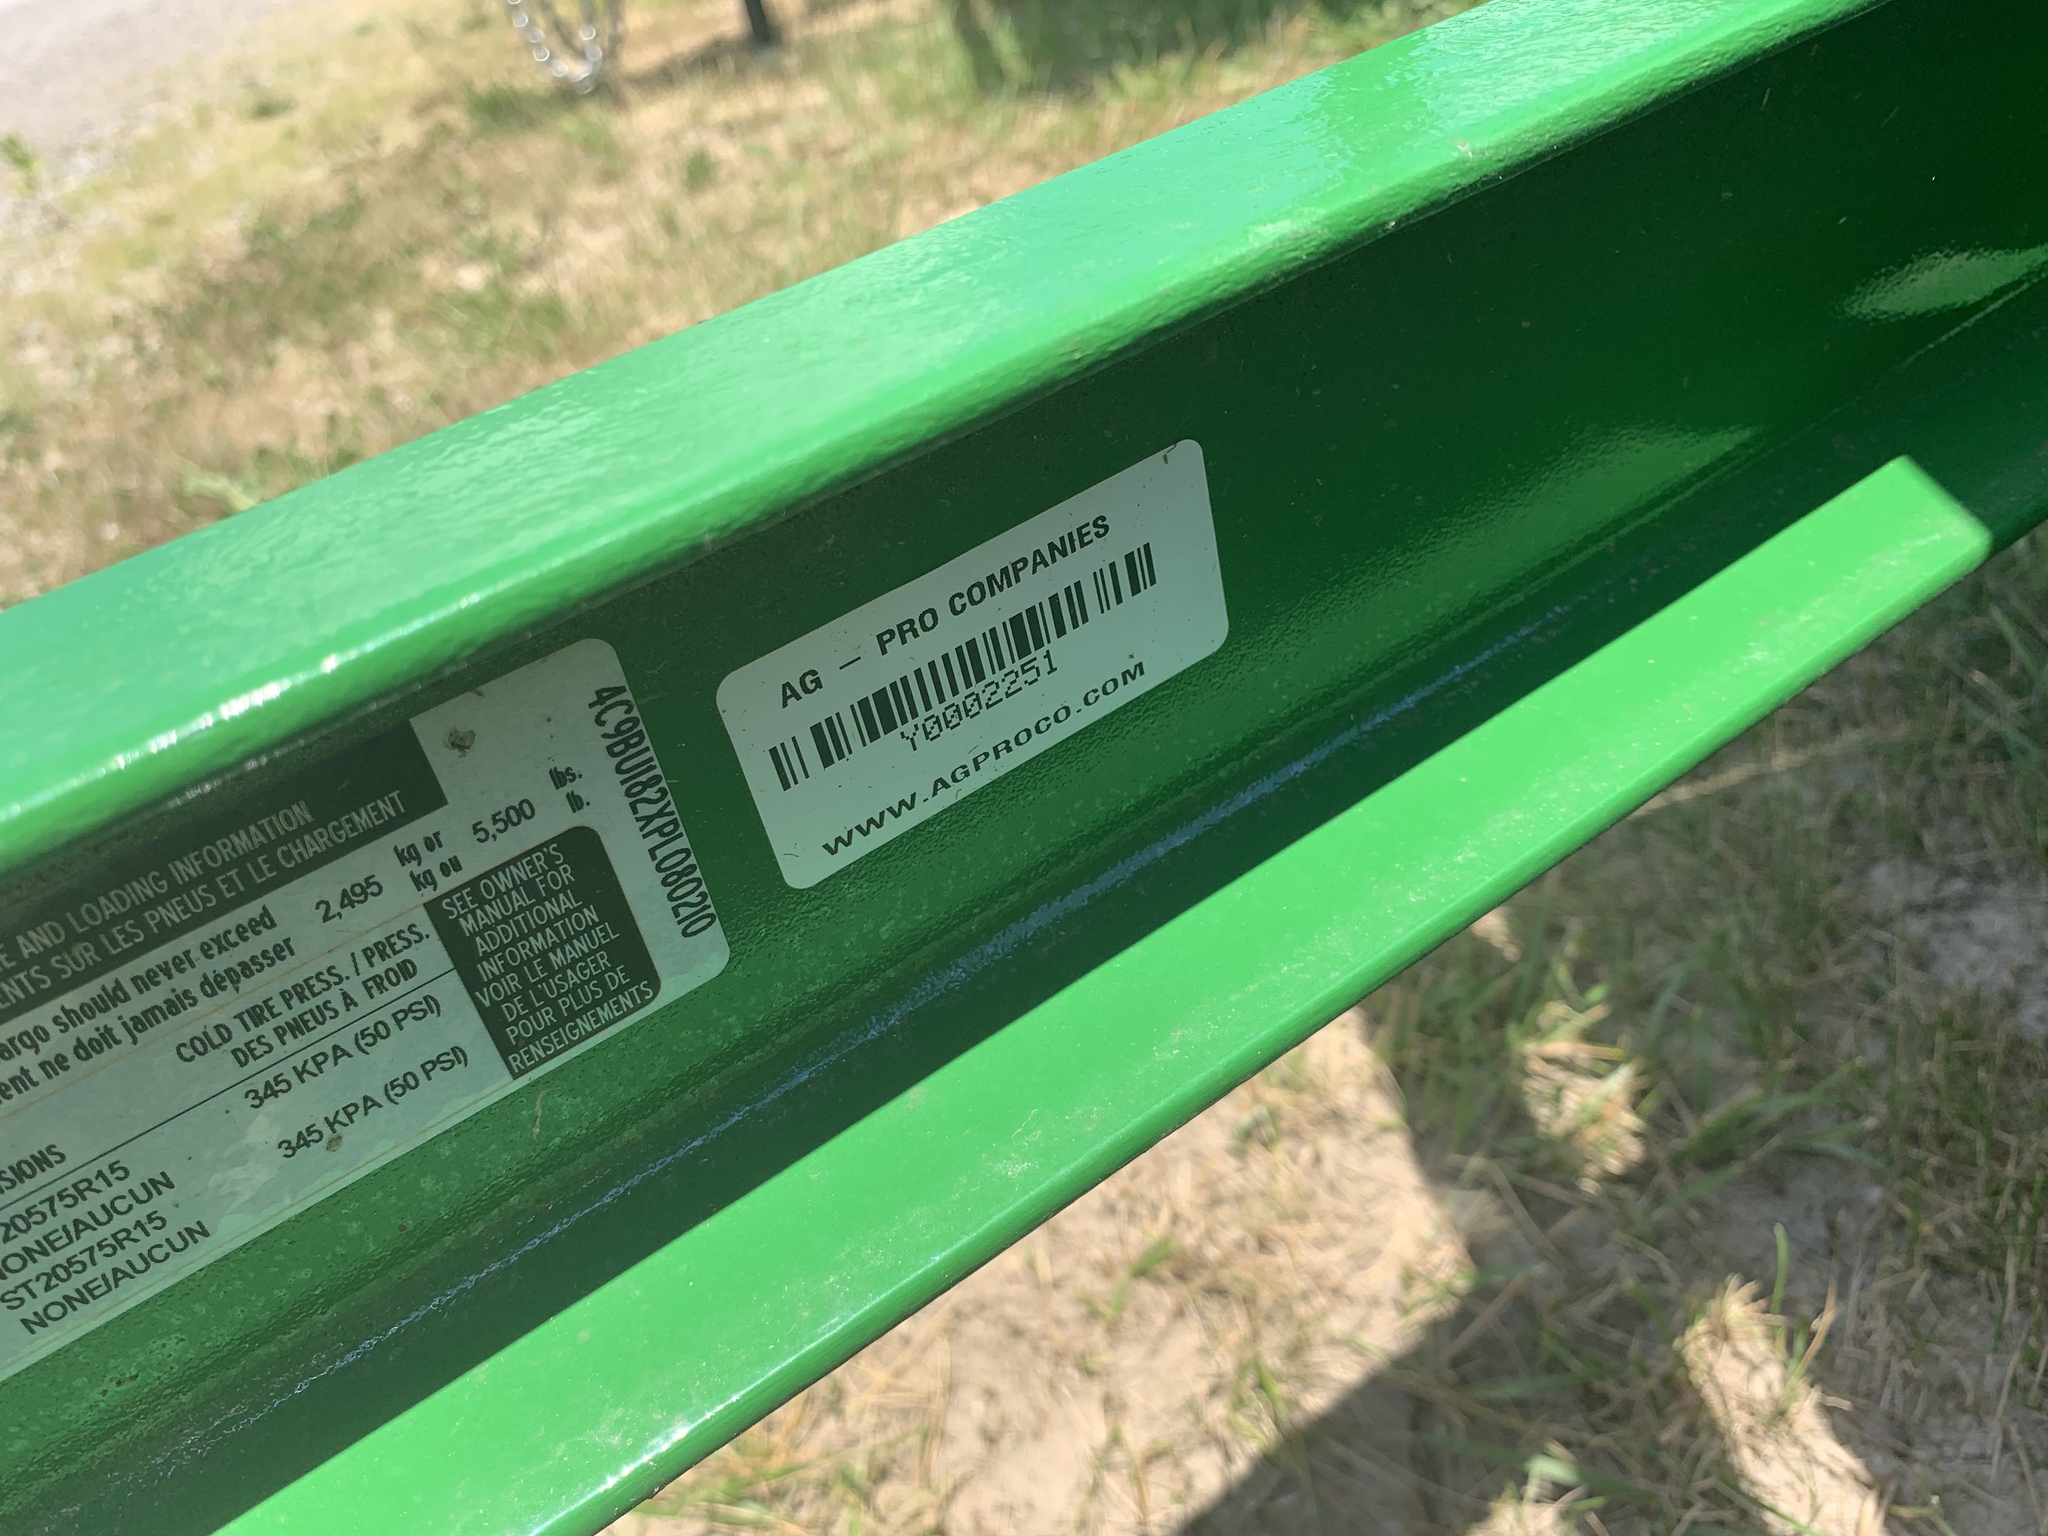 AND LOADING INFORMATION
SUR LES PNEUS ET LE CHARGEMENT
should never exceed 2,495 kg or 5,500 lbs.
ne doit jamais dépasser kg ou lb.
COLD TIRE PRESS. / PRESS.
DES PNEUS À FROID
345 KPA (50 PSI)
345 KPA (50 PSI)
20575R15
NONE/AUCUN
ST20575R15
NONE/AUCUN
SEE OWNER'S
MANUAL FOR
ADDITIONAL
INFORMATION
VOIR LE MANUEL
DE L'USAGER
POUR PLUS DE
RENSEIGNEMENTS
4C9BU182XPL080210
AG - PRO COMPANIES
Y0002251
WWW.AGPROCO.COM